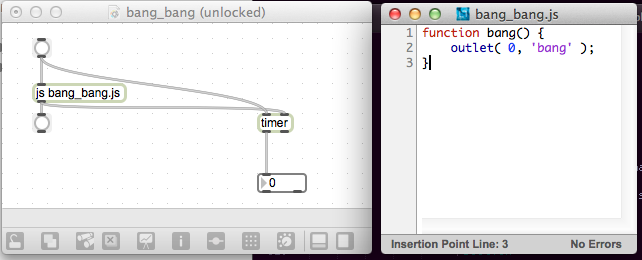 bang_bang (unlocked)
js bang_bang.js
timer
0
bang_bang.js
1 function bang() {
2 outlet( 0, 'bang' );
3 }
Insertion Point Line: 3 No Errors